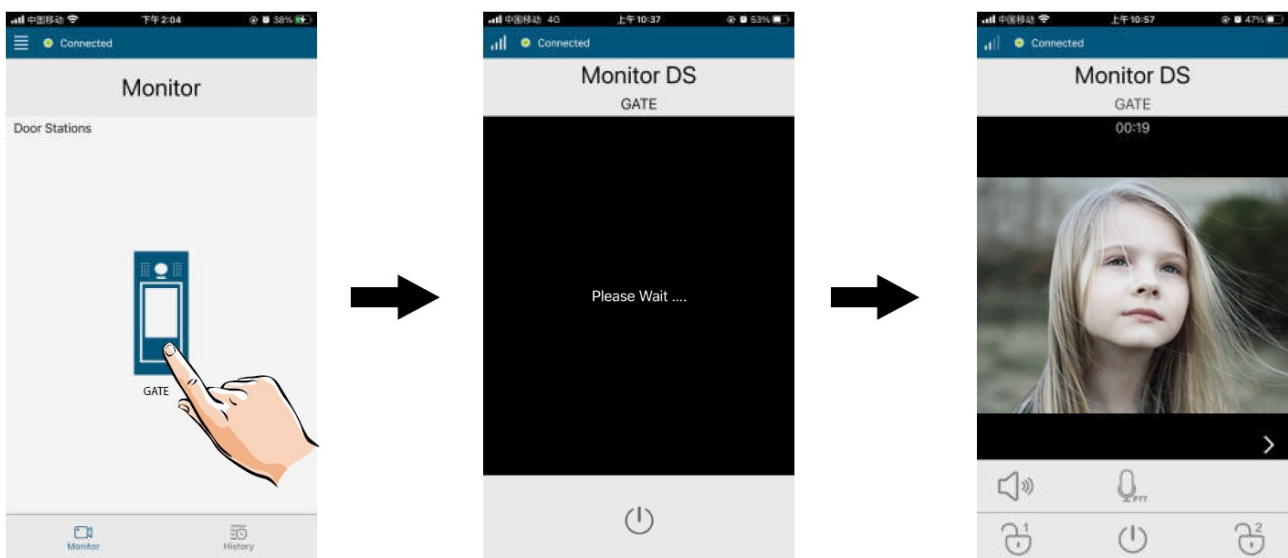 中国移动 下午2:04 38%
Connected
Monitor
Door Stations
GATE
Monitor History
中国移动 4G 上午10:37 53%
Connected
Monitor DS
GATE
Please Wait ....
中国移动 上午10:57 47%
Connected
Monitor DS
GATE
00:19
PTT
1 2